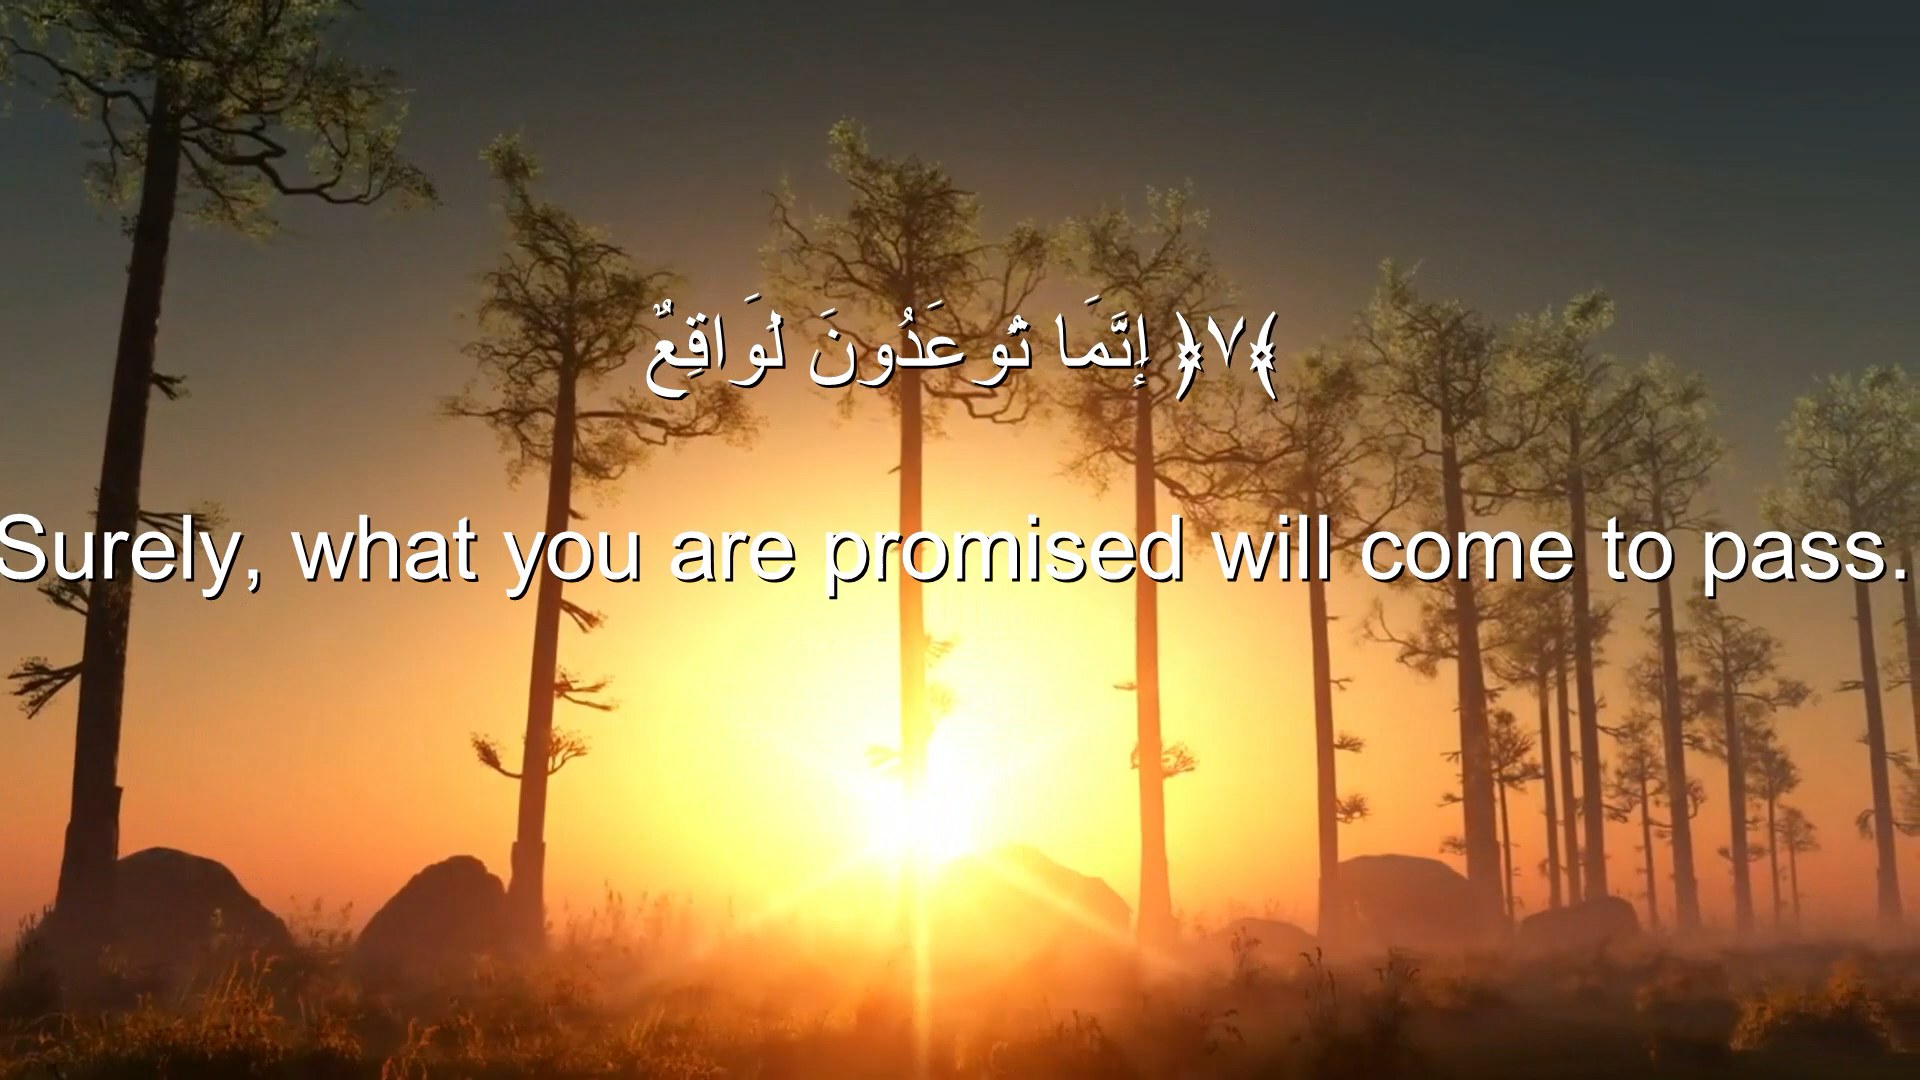 ﴿٧﴾ إِنَّمَا تُوعَدُونَ لَوَاقِعٌ
Surely, what you are promised will come to pass.